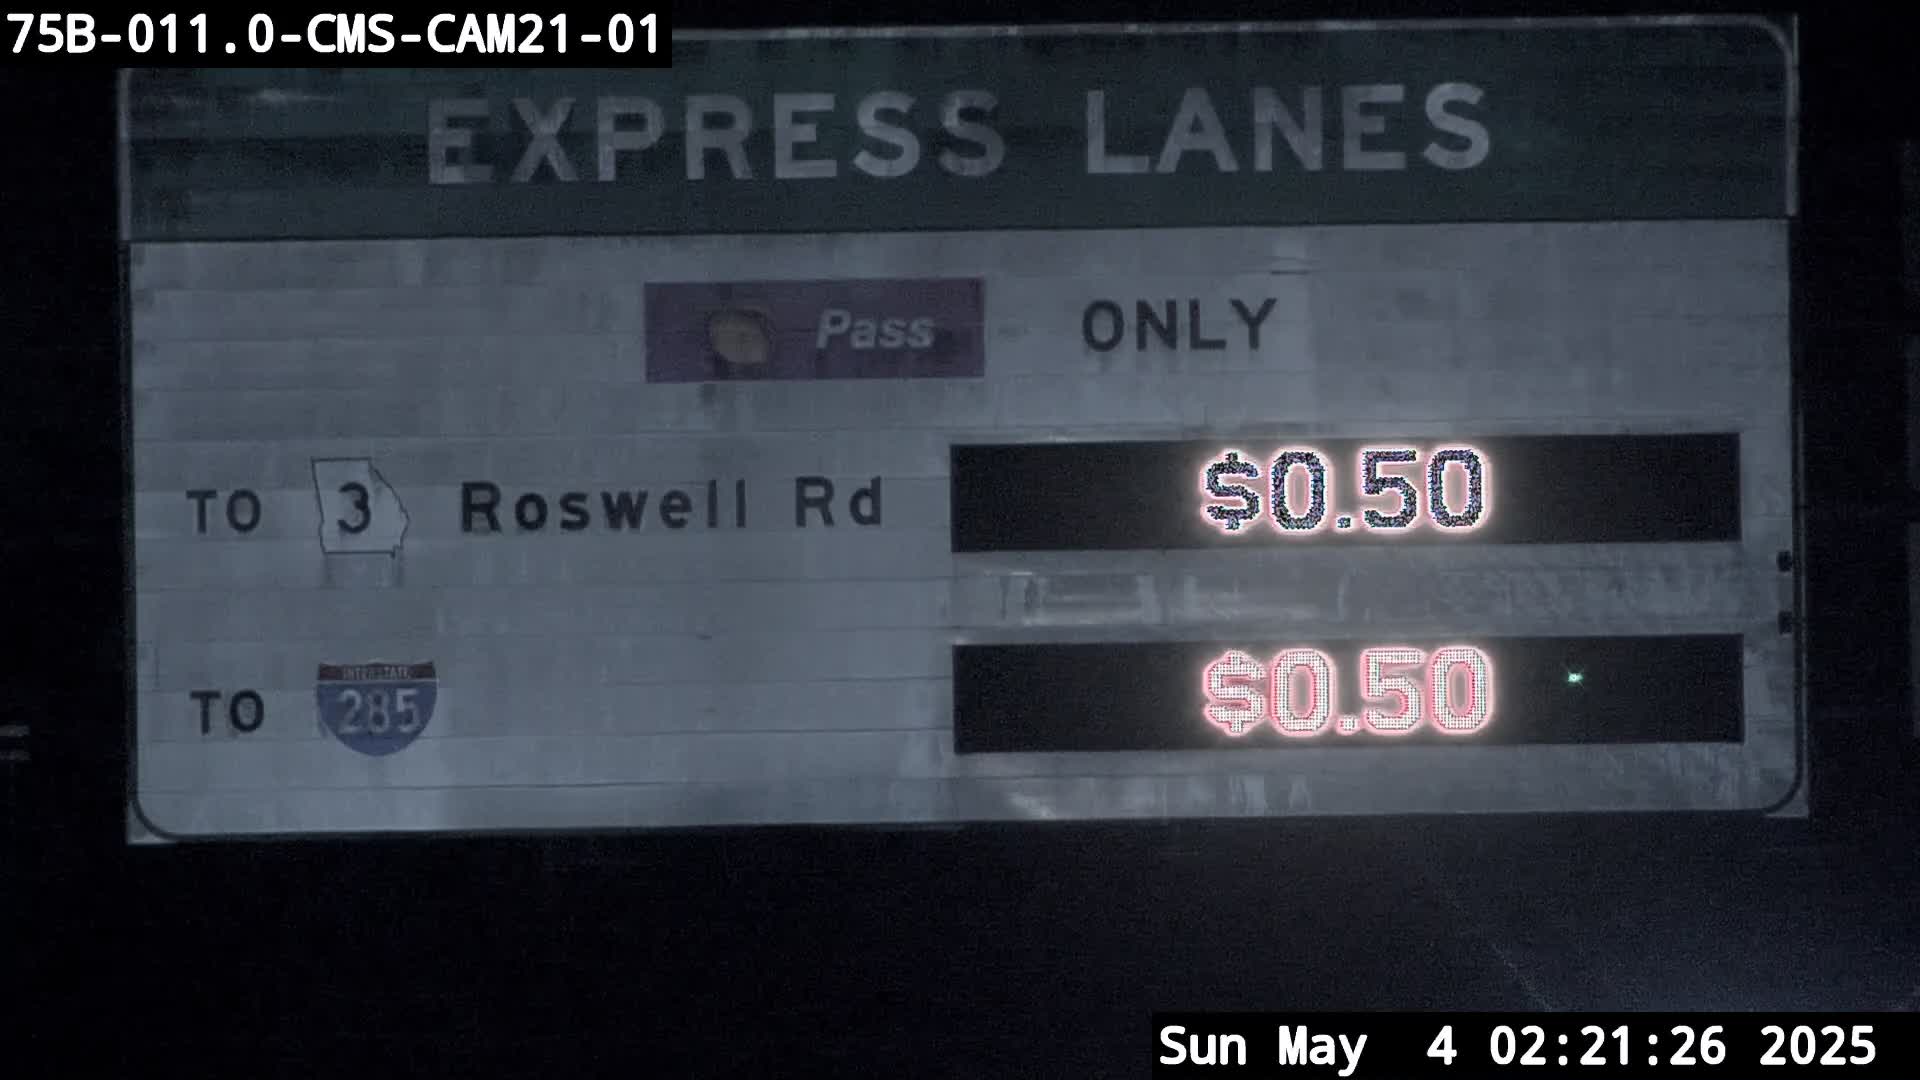 75B-011.0-CMS-CAM21-01
EXPRESS LANES
Pass ONLY
TO 3 Roswell Rd $0.50
INTERSTATE
TO 285 $0.50
Sun May 4 02:21:26 2025